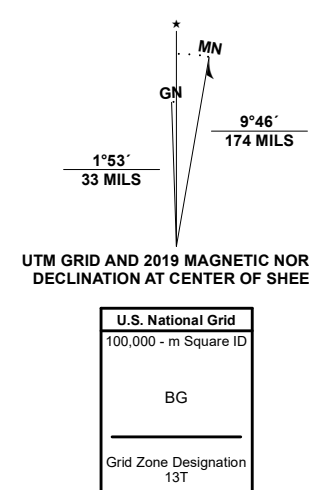 ★
MN
GN
9°46´
174 MILS
1°53´
33 MILS
UTM GRID AND 2019 MAGNETIC NOR
DECLINATION AT CENTER OF SHEE
U.S. National Grid
100,000 - m Square ID
BG
Grid Zone Designation
13T